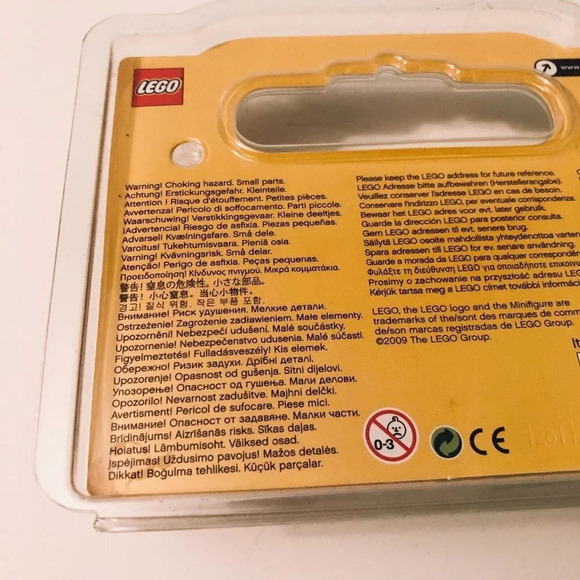 LEGO
www.
Warning! Choking hazard. Small parts.
Achtung! Erstickungsgefahr. Kleinteile.
Attention ! Risque d'étouffement. Petites pièces.
Avvertenza! Pericolo di soffocamento. Parti piccole.
Waarschuwing! Verstikkingsgevaar. Kleine deeltjes.
¡Advertencia! Riesgo de asfixia. Piezas pequeñas.
Advarsel! Kvælningsfare. Små dele.
Varoitus! Tukehtumisvaara. Pieniä osia.
Varning! Kvävningsrisk. Små delar.
Atenção! Perigo de asfixia. Peças pequenas.
Προειδοποίηση! Κίνδυνος πνιγμού. Μικρά κομματάκια.
警告! 窒息の危険性。小さな部品。
警告! 小心窒息。当心小物件。
경고! 질식 위험. 작은 부품 포함.
Внимание! Риск удушения. Мелкие детали.
Ostrzeżenie! Zagrożenie zadławieniem. Małe elementy.
Upozornění! Nebezpečí udušení. Malé součástky.
Upozornenie! Nebezpečenstvo udusenia. Malé súčasti
Figyelmeztetés! Fulladásveszély! Kis elemek.
Обережно! Ризик задухи. Дрібні деталі.
Upozorenje! Opasnost od gušenja. Sitni dijelovi.
Упозорење! Опасност од гушења. Мали делови.
Opozorilo! Nevarnost zadušitve. Majhni delčki.
Avertisment! Pericol de sufocare. Piese mici.
Внимание! Опасност от задавяне. Малки части.
Brīdinājums! Aizrīšanās risks. Sīkas daļas.
Hoiatus! Lämbumisoht. Väiksed osad.
Įspėjimas! Uždusimo pavojus! Mažos detalės.
Dikkat! Boğulma tehlikesi. Küçük parçalar.
Please keep the LEGO address for future reference.
LEGO Adresse bitte aufbewahren (Herstellerangabe).
Veuillez conserver l'adresse LEGO en cas de besoin.
Conservare l'indirizzo LEGO, per eventuale corrispondenza.
Bewaar het LEGO adres voor ev. later gebruik.
Guarde la dirección LEGO para posterior consulta.
Gem LEGO adressen til evt. senere brug.
Säilytä LEGO osoite mahdollista yhteydenottoa varten
Spara adressen till LEGO för ev. senare användning.
Guarde a morada da LEGO para qualquer correspondência
Φυλάξτε τη διεύθυνση LEGO για οποιαδήποτε απαιτούμε
Prosimy o zachowanie na przyszłość adresu LEGO
Kérjük tartsa meg a LEGO címet további informáci
LEGO, the LEGO logo and the Minifigure are
trademarks of the/sont des marques de comm
de/son marcas registradas de LEGO Group.
©2009 The LEGO Group.
0-3
CE